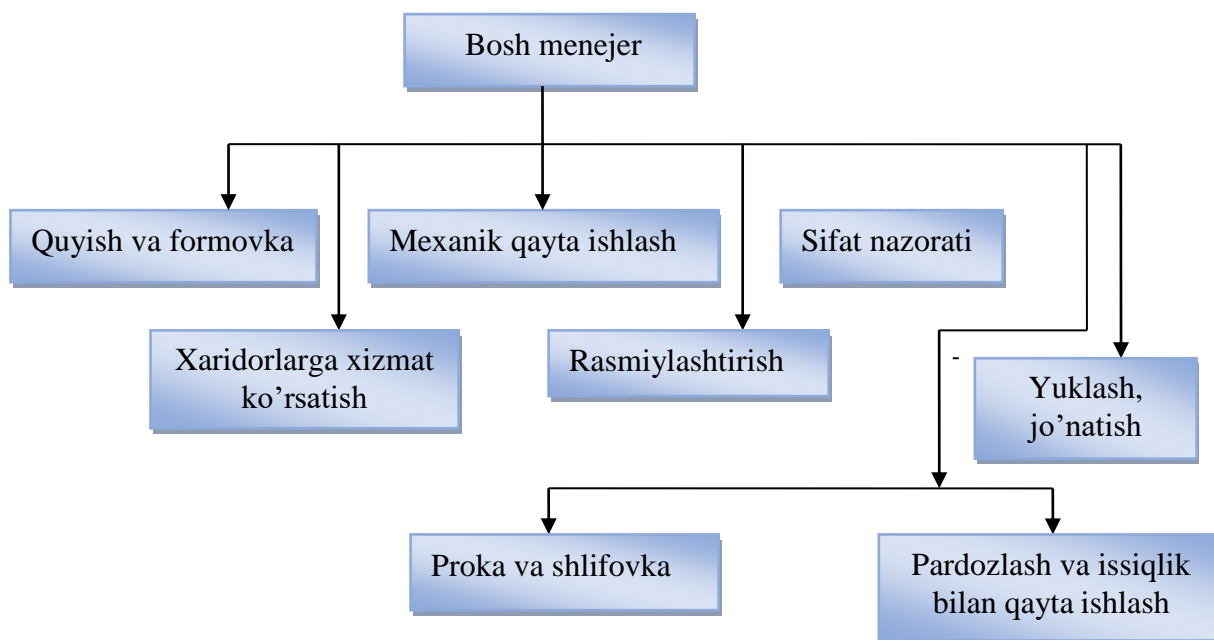 Bosh menejer
Quyish va formovka
Mexanik qayta ishlash
Sifat nazorati
Xaridorlarga xizmat
ko’rsatish
Rasmiylashtirish
-
Yuklash,
jo’natish
Proka va shlifovka
Pardozlash va issiqlik
bilan qayta ishlash